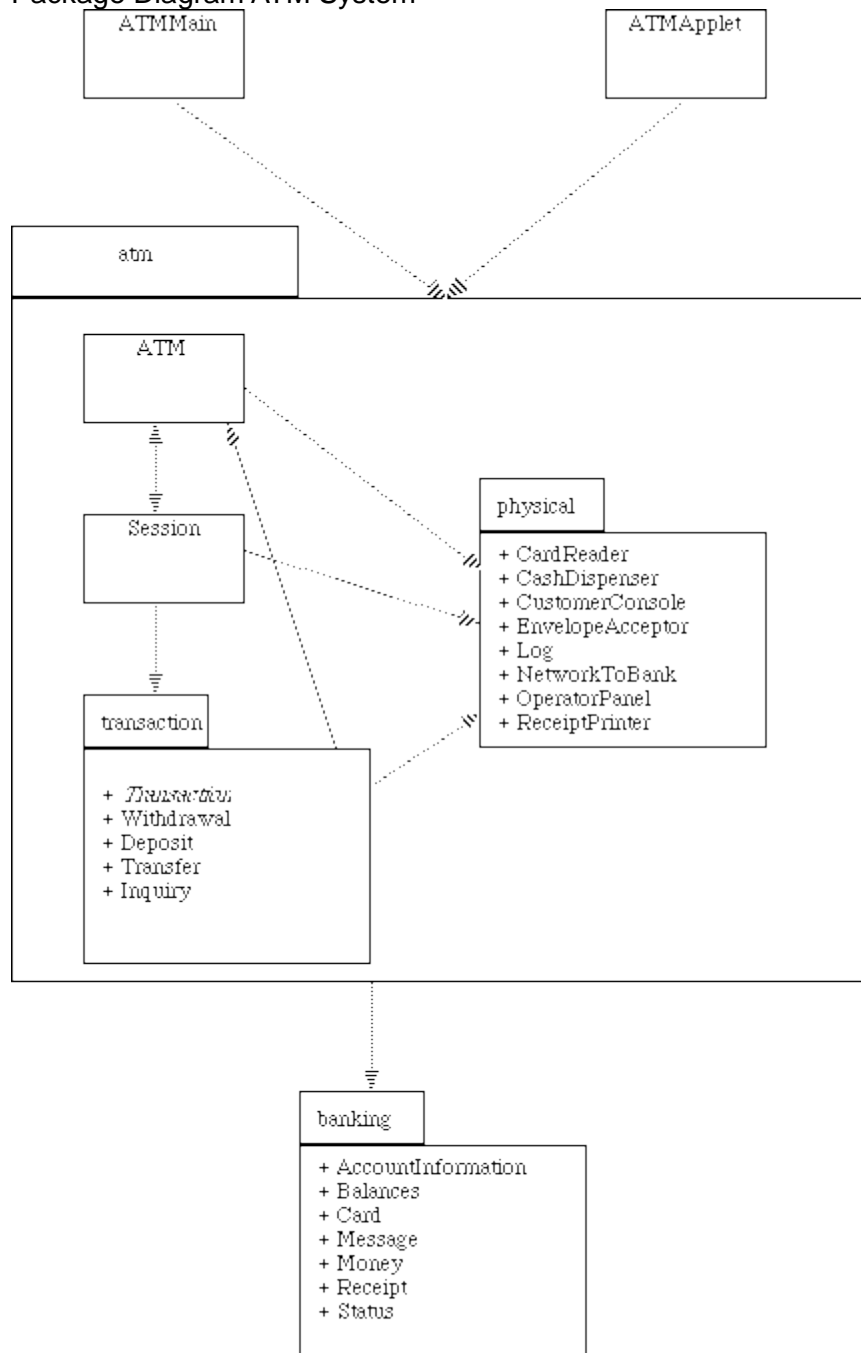 Package Diagram ATM System
ATMMain
ATMApplet
atm
ATM
Session
physical
+ CardReader
+ CashDispenser
+ CustomerConsole
+ EnvelopeAcceptor
+ Log
+ NetworkToBank
+ OperatorPanel
+ ReceiptPrinter
transaction
+ Transaction
+ Withdrawal
+ Deposit
+ Transfer
+ Inquiry
banking
+ AccountInformation
+ Balances
+ Card
+ Message
+ Money
+ Receipt
+ Status